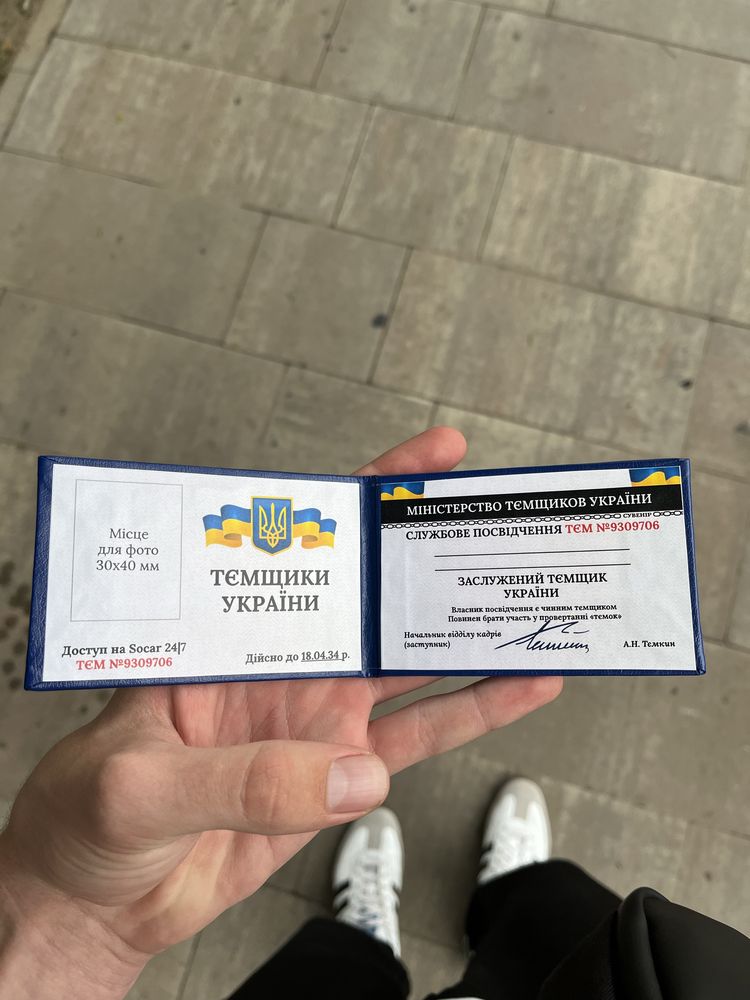 Місце
для фото
30х40 мм
ТЄМЩИКИ
УКРАЇНИ
Доступ на Socar 24|7
ТЄМ №9309706
Дійсно до 18.04.34 р.
МІНІСТЕРСТВО ТЄМЩИКОВ УКРАЇНИ
СУВЕНІР
СЛУЖБОВЕ ПОСВІДЧЕННЯ ТЄМ №9309706
ЗАСЛУЖЕНИЙ ТЄМЩИК
УКРАЇНИ
Власник посвідчення є чинним темщиком
Повинен брати участь у провертанні «тємок»
Начальник відділу кадрів
(заступник)
А.Н. Тємкин